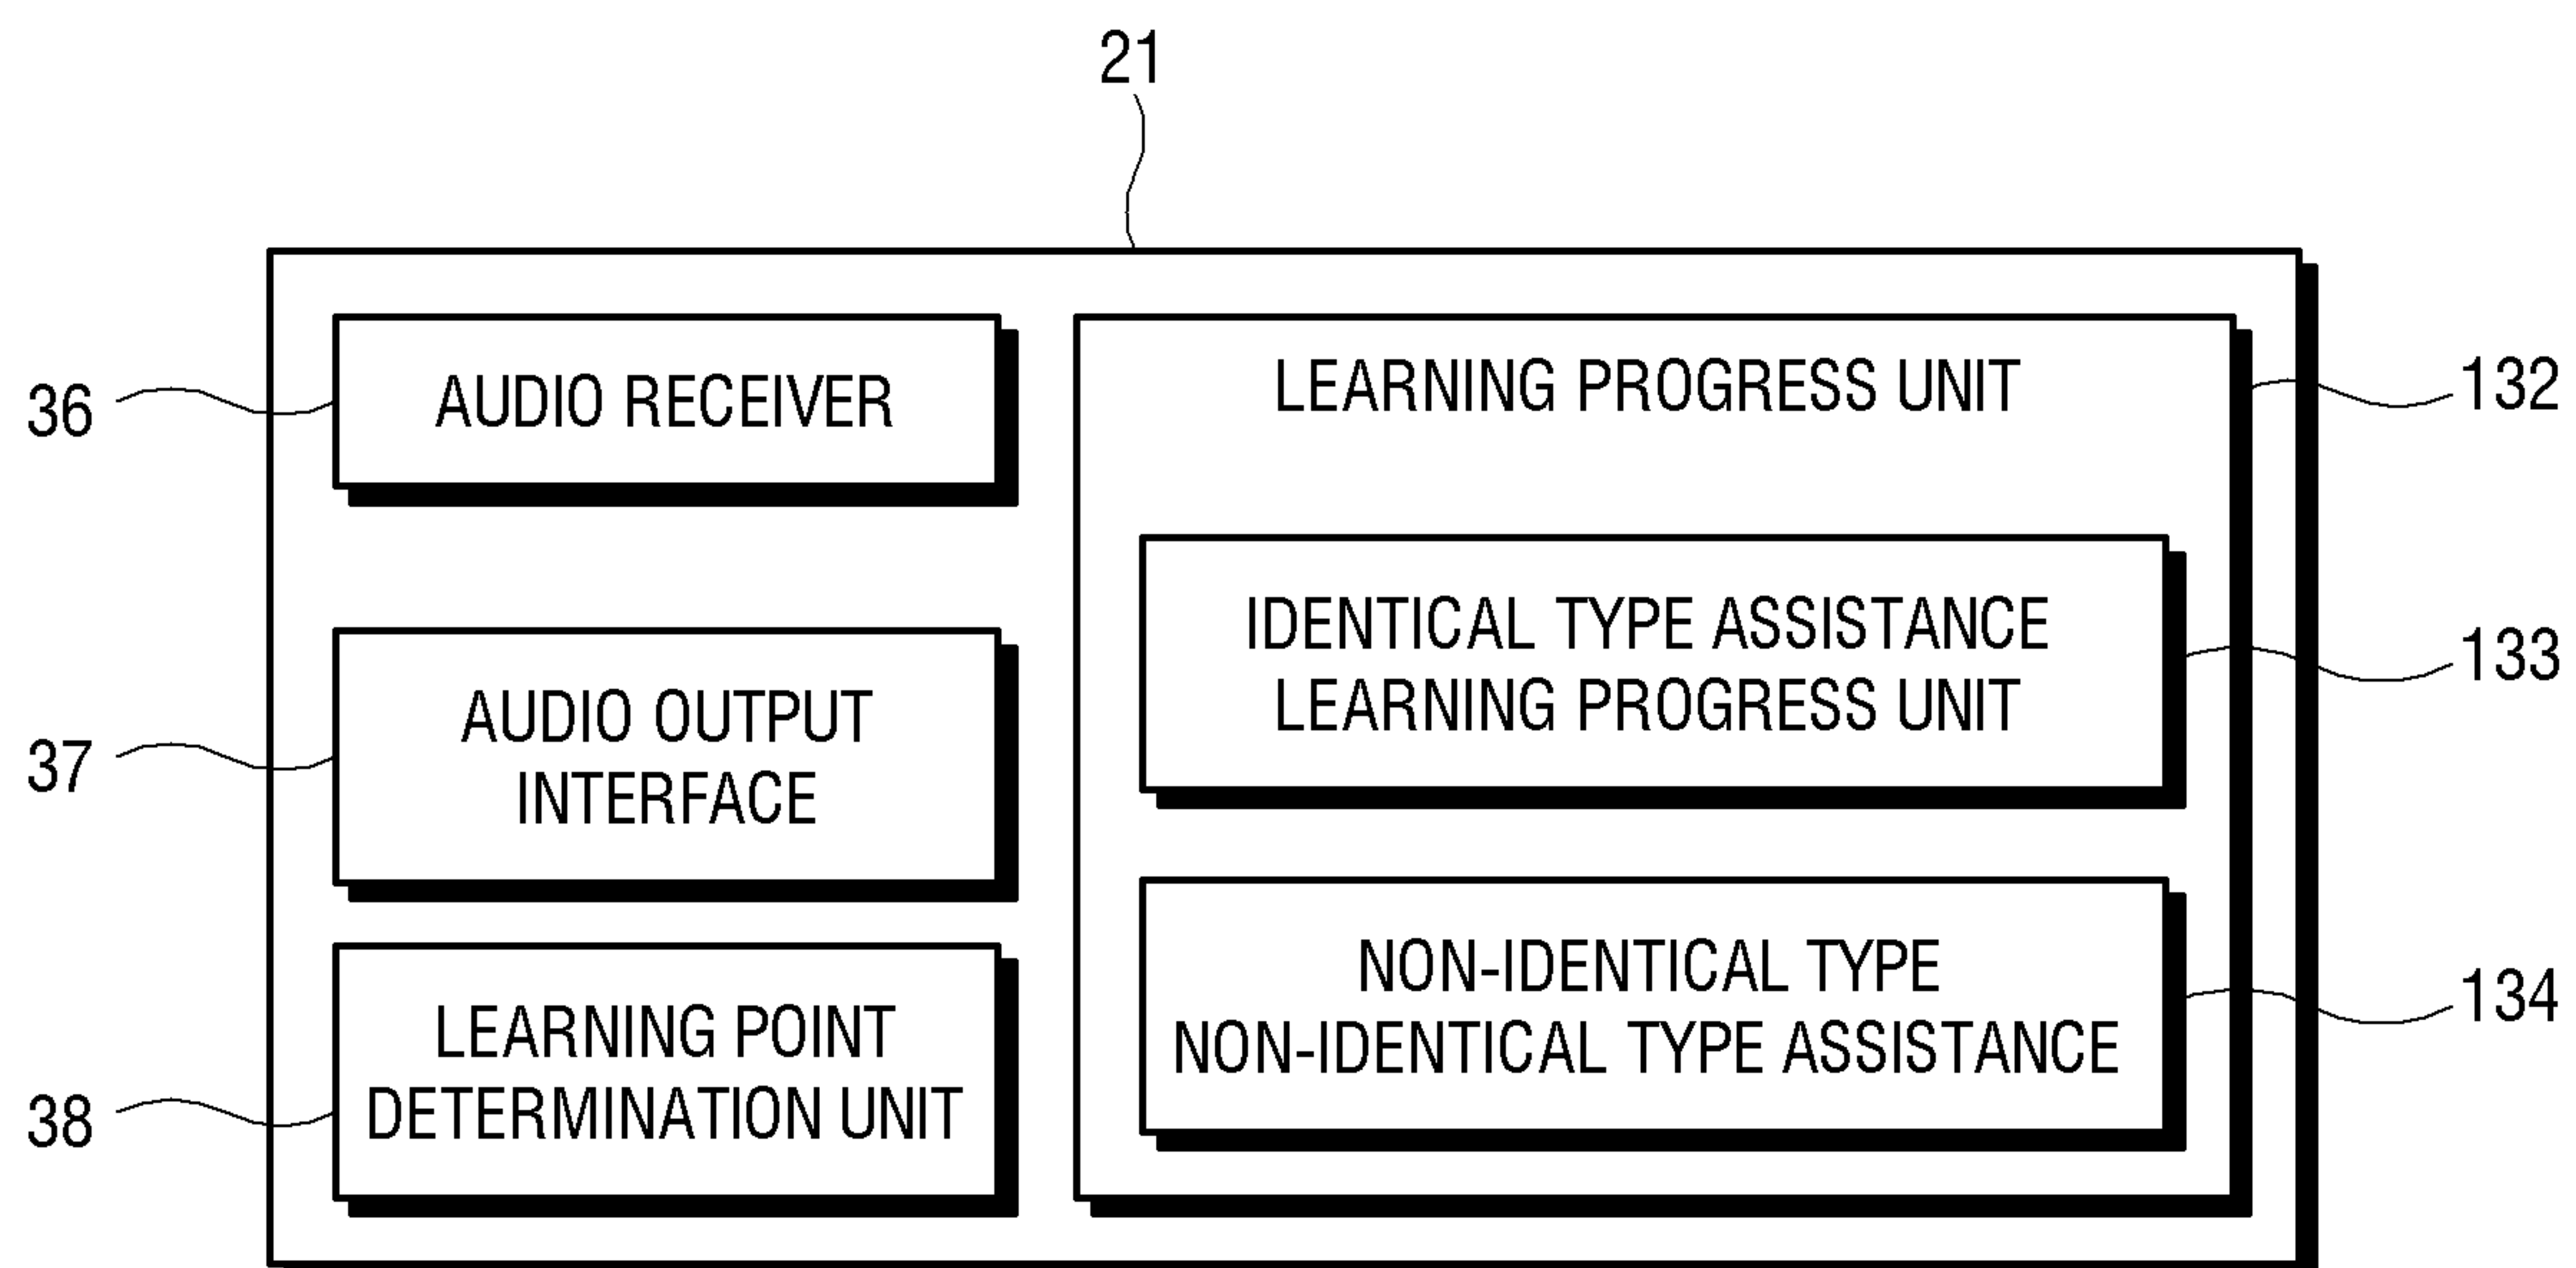 21
36
AUDIO RECEIVER
37
AUDIO OUTPUT
INTERFACE
38
LEARNING POINT
DETERMINATION UNIT
LEARNING PROGRESS UNIT
132
IDENTICAL TYPE ASSISTANCE
LEARNING PROGRESS UNIT
133
NON-IDENTICAL TYPE
NON-IDENTICAL TYPE ASSISTANCE
134